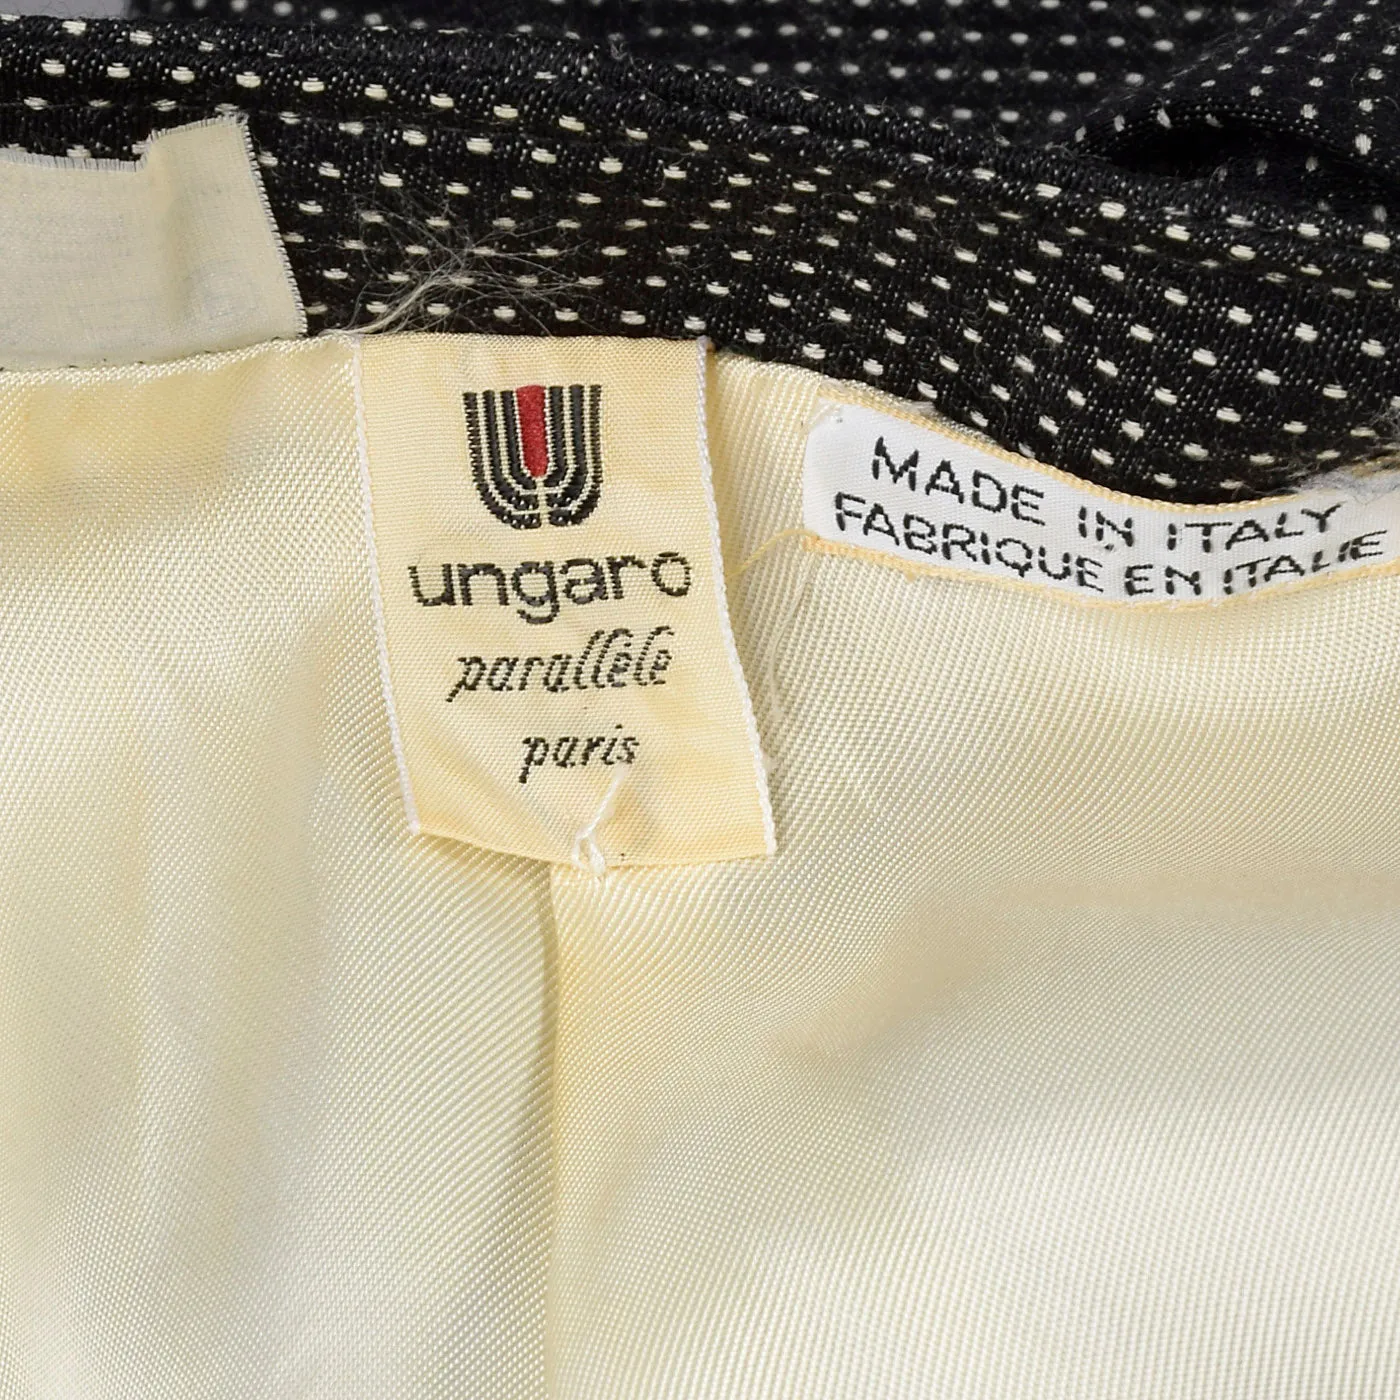 ungaro
parallèle
paris
MADE IN ITALY
FABRIQUE EN ITALIE